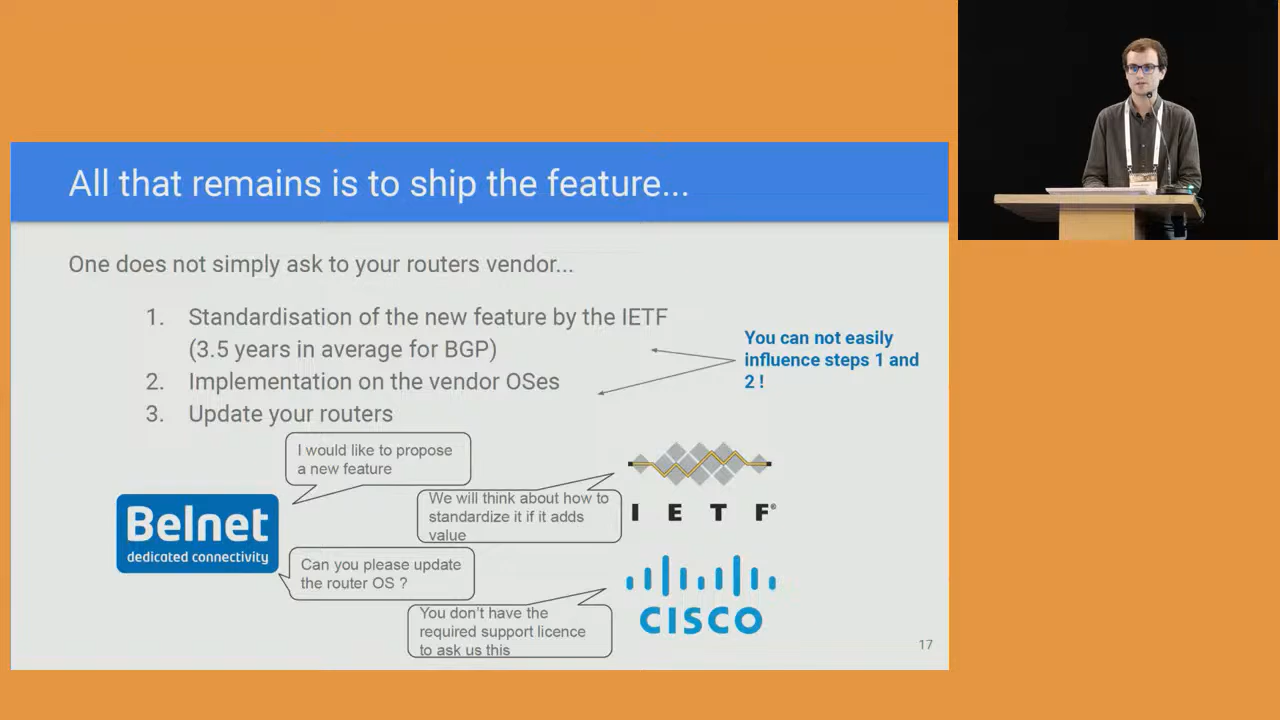 All that remains is to ship the feature...
One does not simply ask to your routers vendor...
1. Standardisation of the new feature by the IETF
(3.5 years in average for BGP)
2. Implementation on the vendor OSes
3. Update your routers
You can not easily
influence steps 1 and
2 !
I would like to propose
a new feature
We will think about how to
standardize it if it adds
value
IETF®
Belnet
dedicated connectivity
Can you please update
the router OS ?
You don't have the
required support licence
to ask us this
CISCO
17